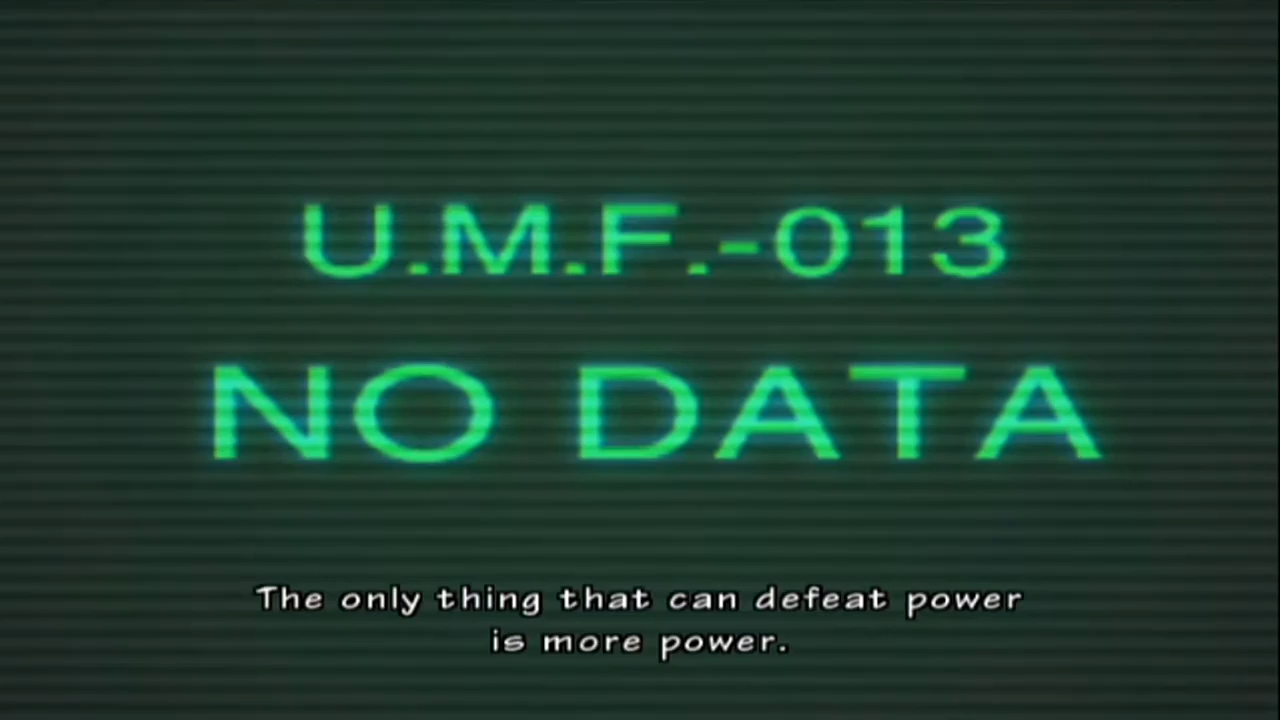 U.M.F.-013
NO DATA
The only thing that can defeat power
is more power.